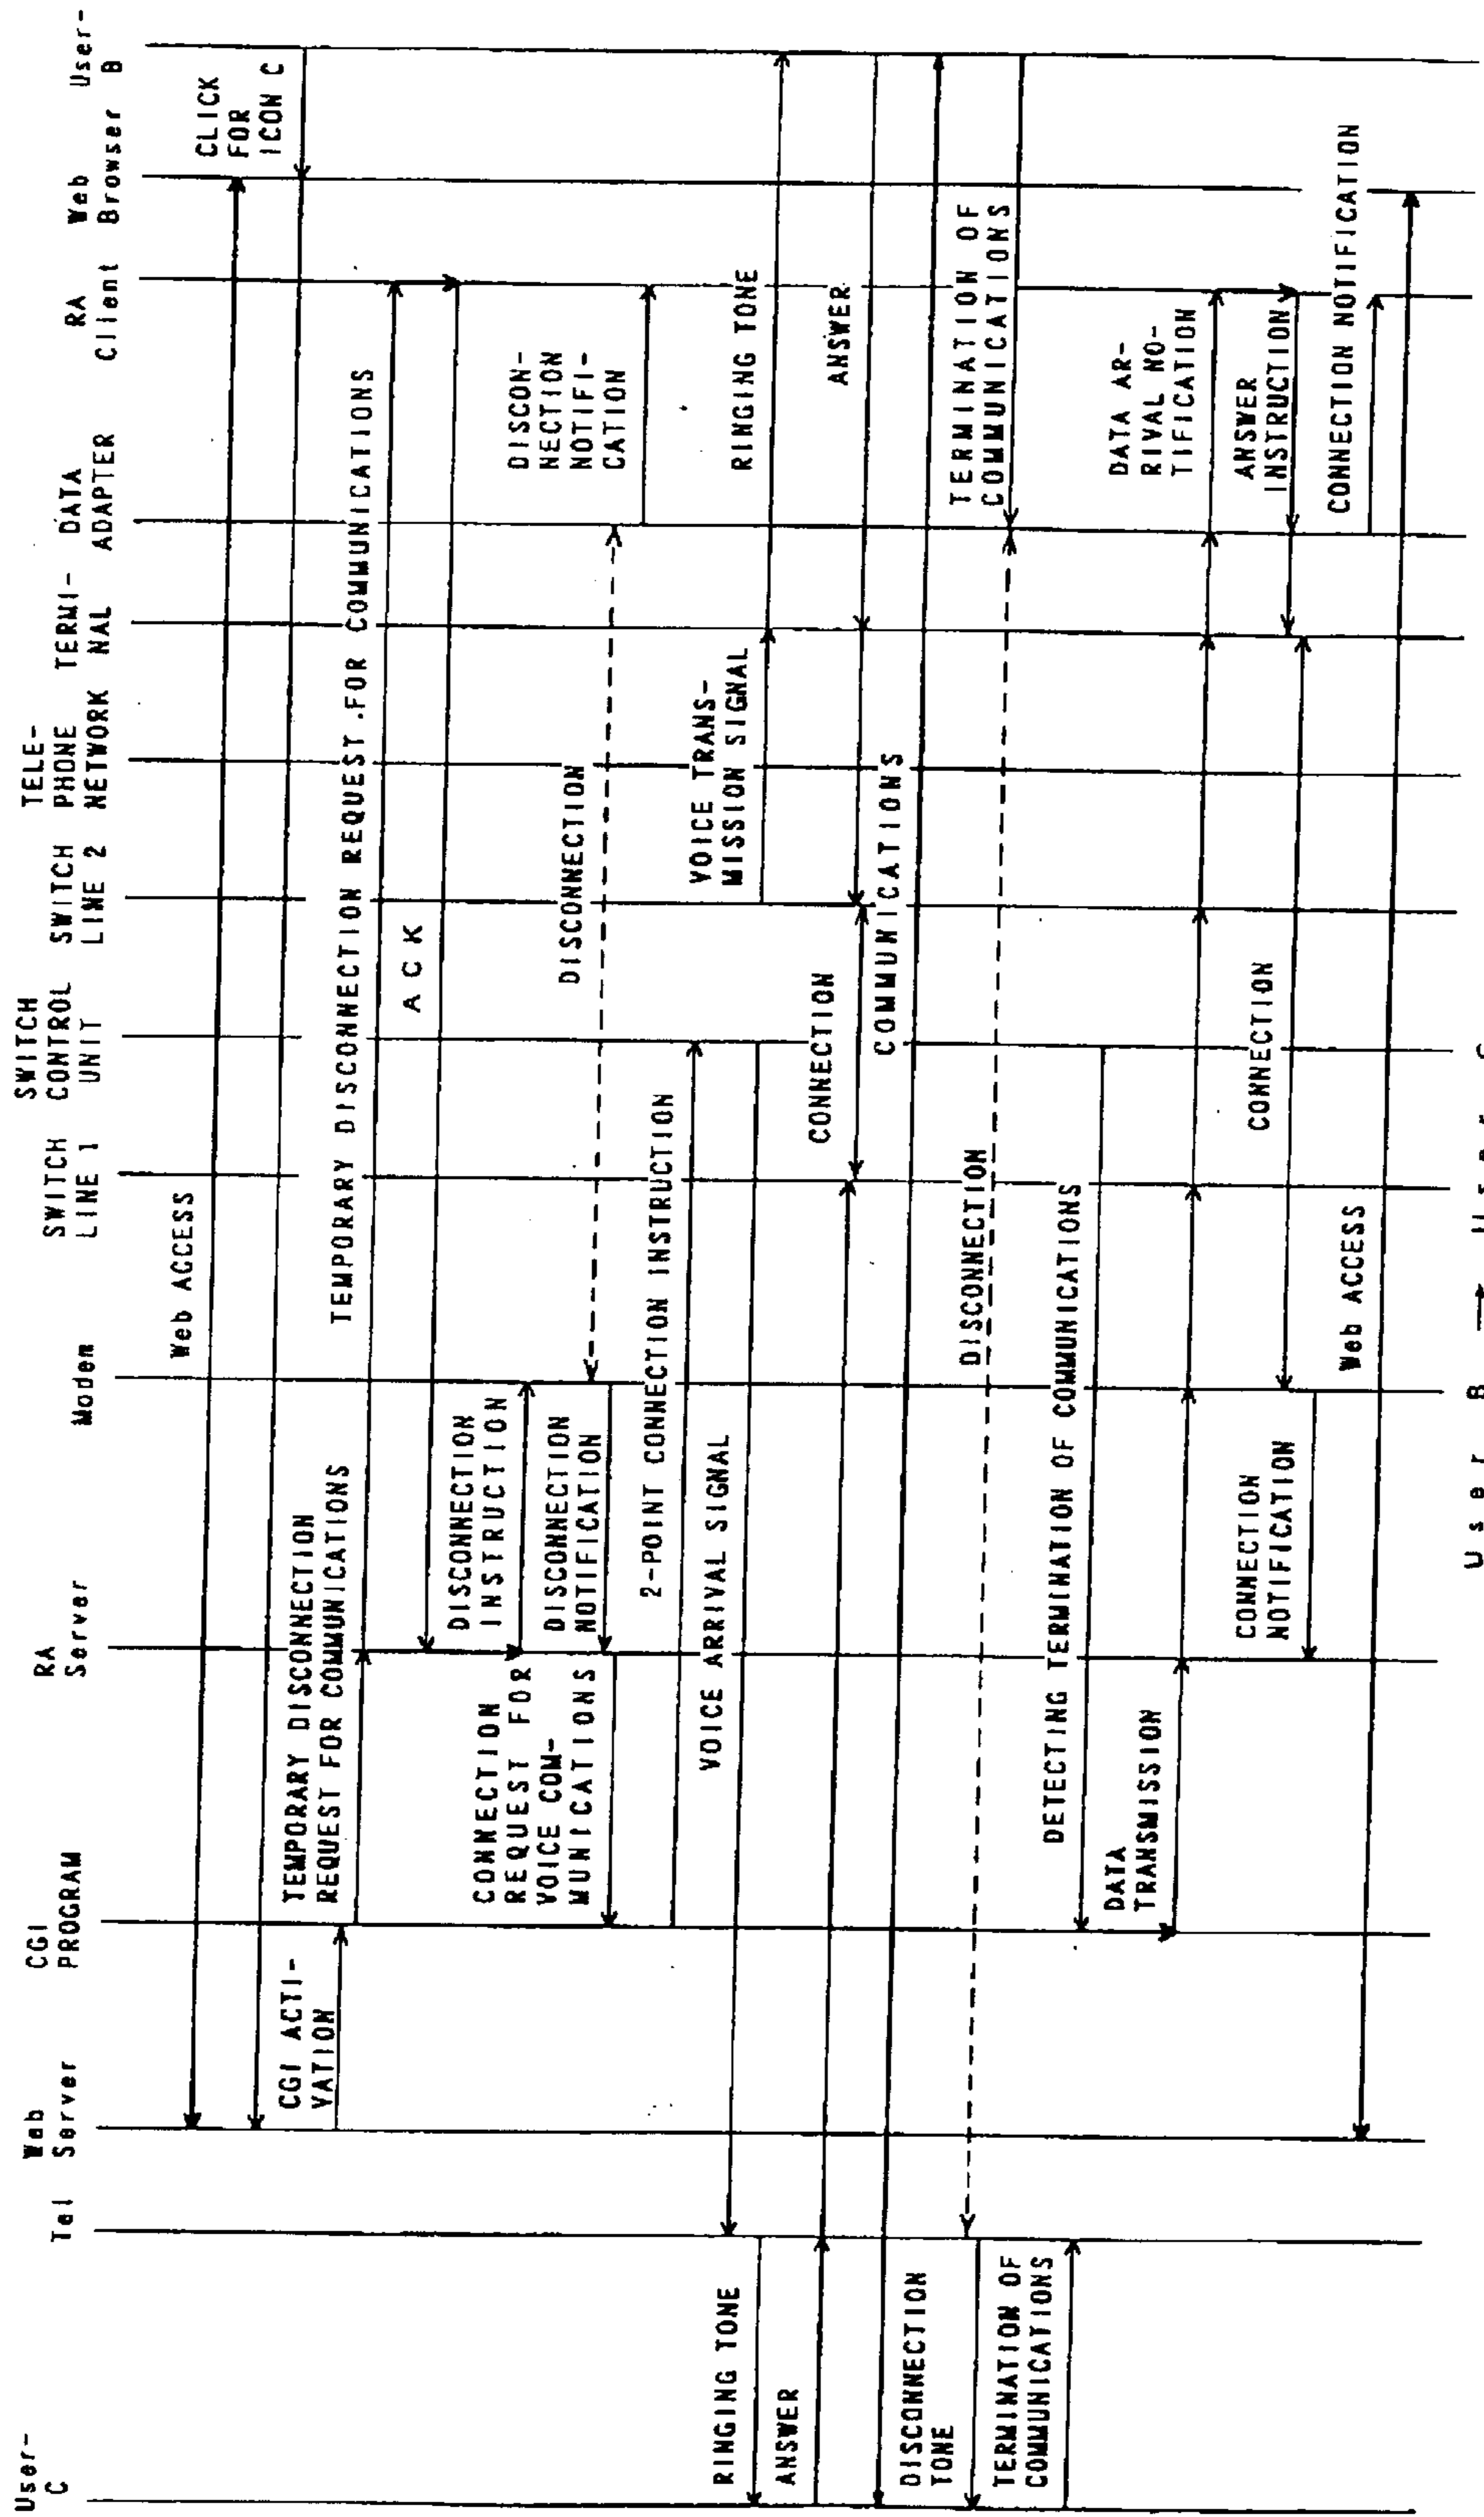 User-
C
Tel
Web
Server
CGI
PROGRAM
RA
Server
Modem
SWITCH
LINE 1
SWITCH
CONTROL
UNIT
SWITCH
LINE 2
TELE-
PHONE
NETWORK
TERMI-
NAL
DATA
ADAPTER
RA
Client
Web
Browser
User-
B
Web ACCESS
CLICK
FOR
ICON C
CGI ACTI-
VATION
TEMPORARY DISCONNECTION
REQUEST FOR COMMUNICATIONS
TEMPORARY DISCONNECTION REQUEST FOR COMMUNICATIONS
ACK
DISCONNECTION
INSTRUCTION
CONNECTION
REQUEST FOR
VOICE COM-
MUNICATIONS
DISCONNECTION
NOTIFICATION
DISCONNECTION
DISCON-
NECTION
NOTIFI-
CATION
2-POINT CONNECTION INSTRUCTION
VOICE ARRIVAL SIGNAL
VOICE TRANS-
MISSION SIGNAL
RINGING TONE
RINGING TONE
ANSWER
CONNECTION
ANSWER
COMMUNICATIONS
DISCONNECTION
TONE
DISCONNECTION
TERMINATION OF
COMMUNICATIONS
TERMINATION OF
COMMUNICATIONS
DETECTING TERMINATION OF COMMUNICATIONS
DATA
TRANSMISSION
DATA AR-
RIVAL NO-
TIFICATION
ANSWER
INSTRUCTION
CONNECTION
CONNECTION
NOTIFICATION
CONNECTION NOTIFICATION
Web ACCESS
User B →